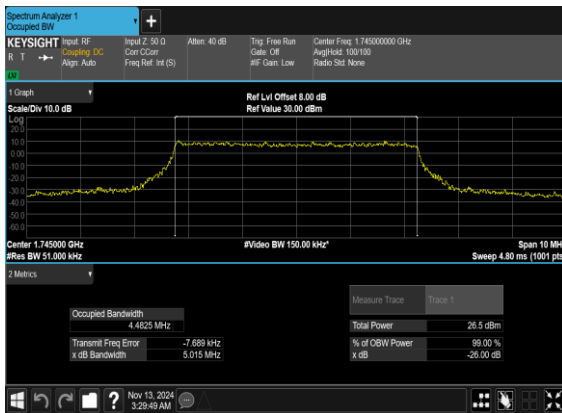 Spectrum Analyzer 1
Occupied BW
+
KEYSIGHT Input: RF Input Z: 50 Ω Atten: 40 dB Trig: Free Run Center Freq: 1.745000000 GHz
R T Coupling: DC Corr CCorr Gate: Off Avg|Hold: 100/100
Align: Auto Freq Ref: Int (S) #IF Gain: Low Radio Std: None
LXI
1 Graph
Ref Lvl Offset 8.00 dB
Scale/Div 10.0 dB Ref Value 30.00 dBm
Log
20.0
10.0
0.00
-10.0
-20.0
-30.0
-40.0
-50.0
-60.0
Center 1.745000 GHz #Video BW 150.00 kHz* Span 10 MH
#Res BW 51.000 kHz Sweep 4.80 ms (1001 pts
2 Metrics
Measure Trace Trace 1
Occupied Bandwidth
4.4825 MHz Total Power 26.5 dBm
Transmit Freq Error -7.689 kHz % of OBW Power 99.00 %
x dB Bandwidth 5.015 MHz x dB -26.00 dB
? Nov 13, 2024
3:29:49 AM